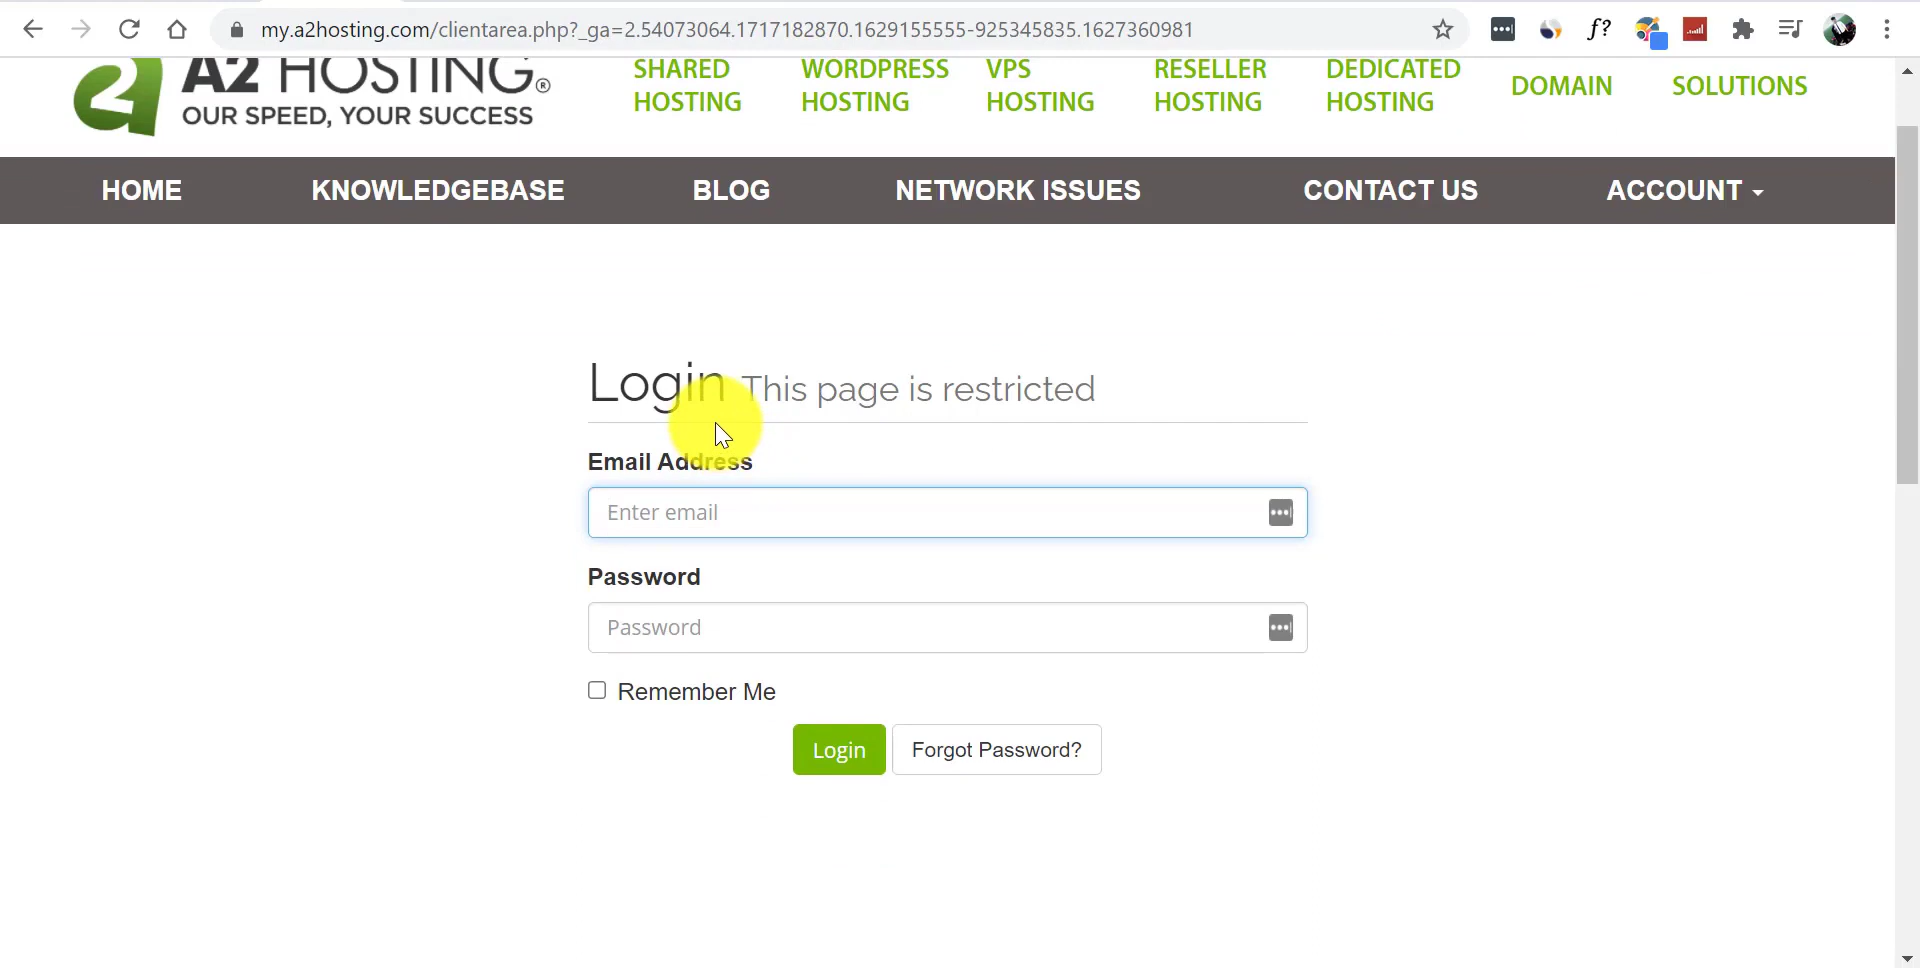 my.a2hosting.com/clientarea.php?_ga=2.54073064.1717182870.1629155555-925345835.1627360981
f?
A2 HOSTING®
OUR SPEED, YOUR SUCCESS
SHARED
HOSTING
WORDPRESS
HOSTING
VPS
HOSTING
RESELLER
HOSTING
DEDICATED
HOSTING
DOMAIN
SOLUTIONS
HOME KNOWLEDGEBASE BLOG NETWORK ISSUES CONTACT US ACCOUNT
Login This page is restricted
Email Address
Enter email
Password
Password
Remember Me
Login Forgot Password?